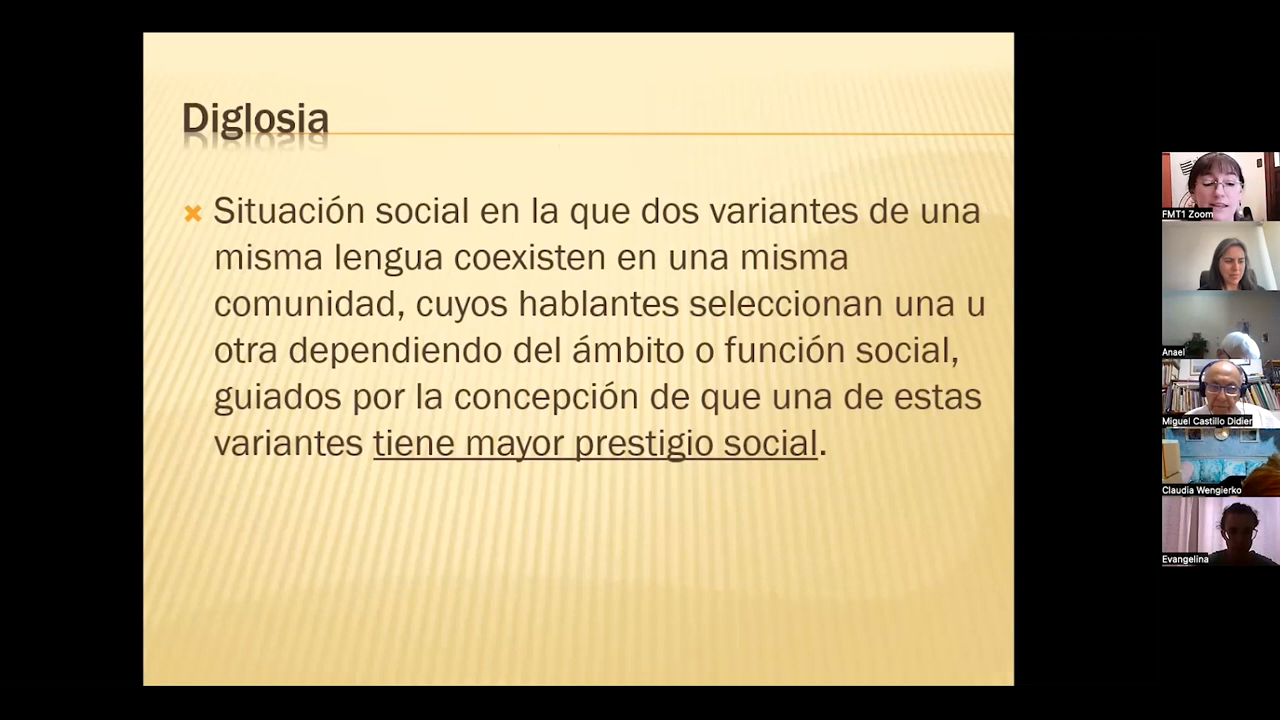 Diglosia
Situación social en la que dos variantes de una
misma lengua coexisten en una misma
comunidad, cuyos hablantes seleccionan una u
otra dependiendo del ámbito o función social,
guiados por la concepción de que una de estas
variantes tiene mayor prestigio social.
FMT1 Zoom
Anael
Miguel Castillo Didier
Claudia Wengierko
Evangelina